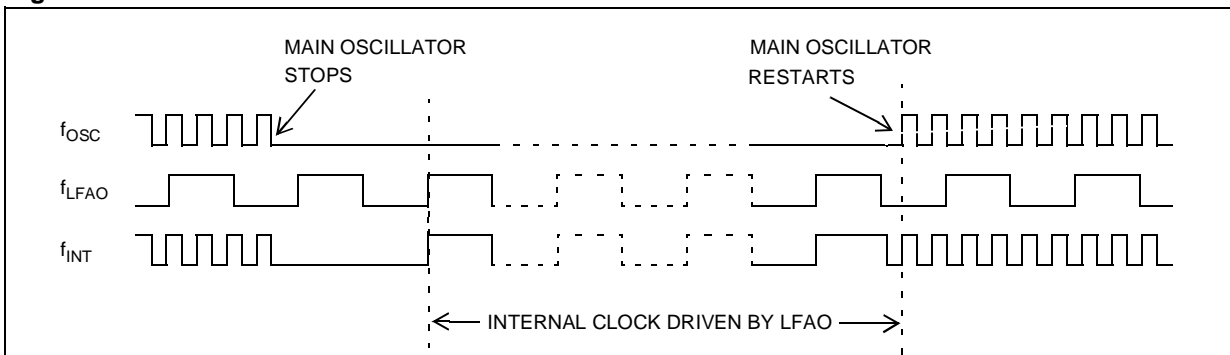 MAIN OSCILLATOR
STOPS
MAIN OSCILLATOR
RESTARTS
fOSC
fLFAO
fINT
INTERNAL CLOCK DRIVEN BY LFAO